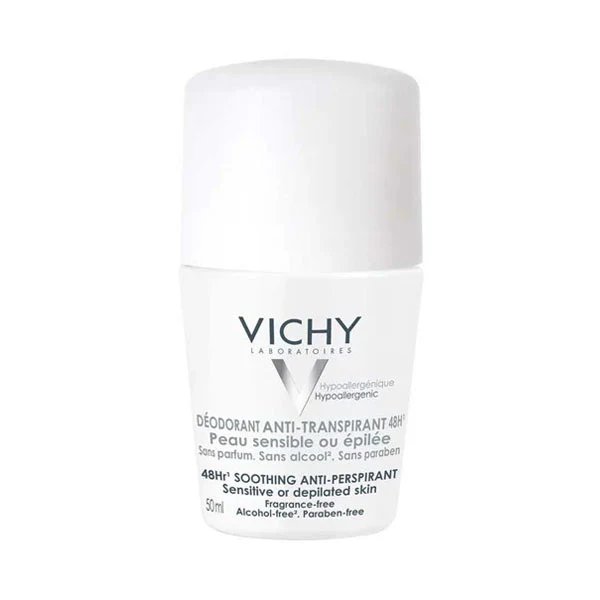 VICHY
LABORATOIRES
Hypoallergénique
Hypoallergenic
DÉODORANT ANTI-TRANSPIRANT 48H¹
Peau sensible ou épilée
Sans parfum. Sans alcool². Sans paraben
48Hr¹ SOOTHING ANTI-PERSPIRANT
Sensitive or depilated skin
Fragrance-free
Alcohol-free². Paraben-free
50ml